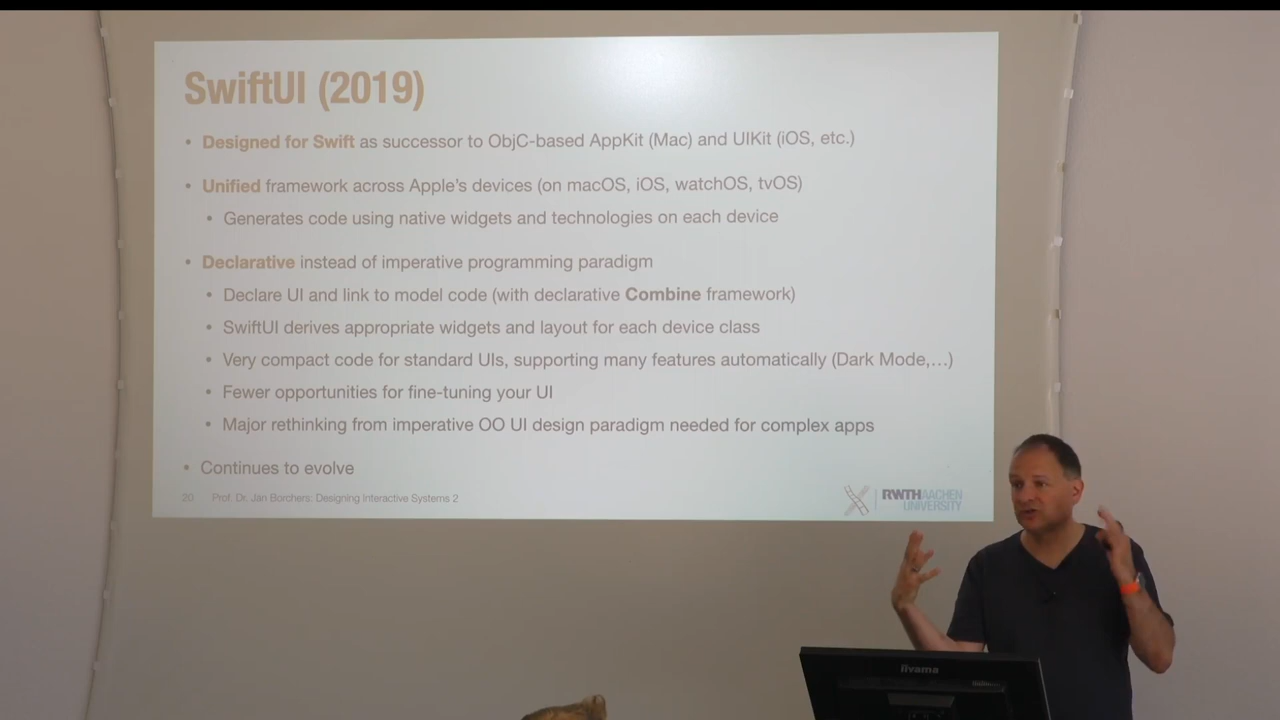 SwiftUI (2019)
• Designed for Swift as successor to ObjC-based AppKit (Mac) and UIKit (iOS, etc.)
• Unified framework across Apple's devices (on macOS, iOS, watchOS, tvOS)
• Generates code using native widgets and technologies on each device
• Declarative instead of imperative programming paradigm
• Declare UI and link to model code (with declarative Combine framework)
• SwiftUI derives appropriate widgets and layout for each device class
• Very compact code for standard UIs, supporting many features automatically (Dark Mode,…)
• Fewer opportunities for fine-tuning your UI
• Major rethinking from imperative OO UI design paradigm needed for complex apps
• Continues to evolve
20 Prof. Dr. Jan Borchers: Designing Interactive Systems 2
RWTH AACHEN
UNIVERSITY
iiyama